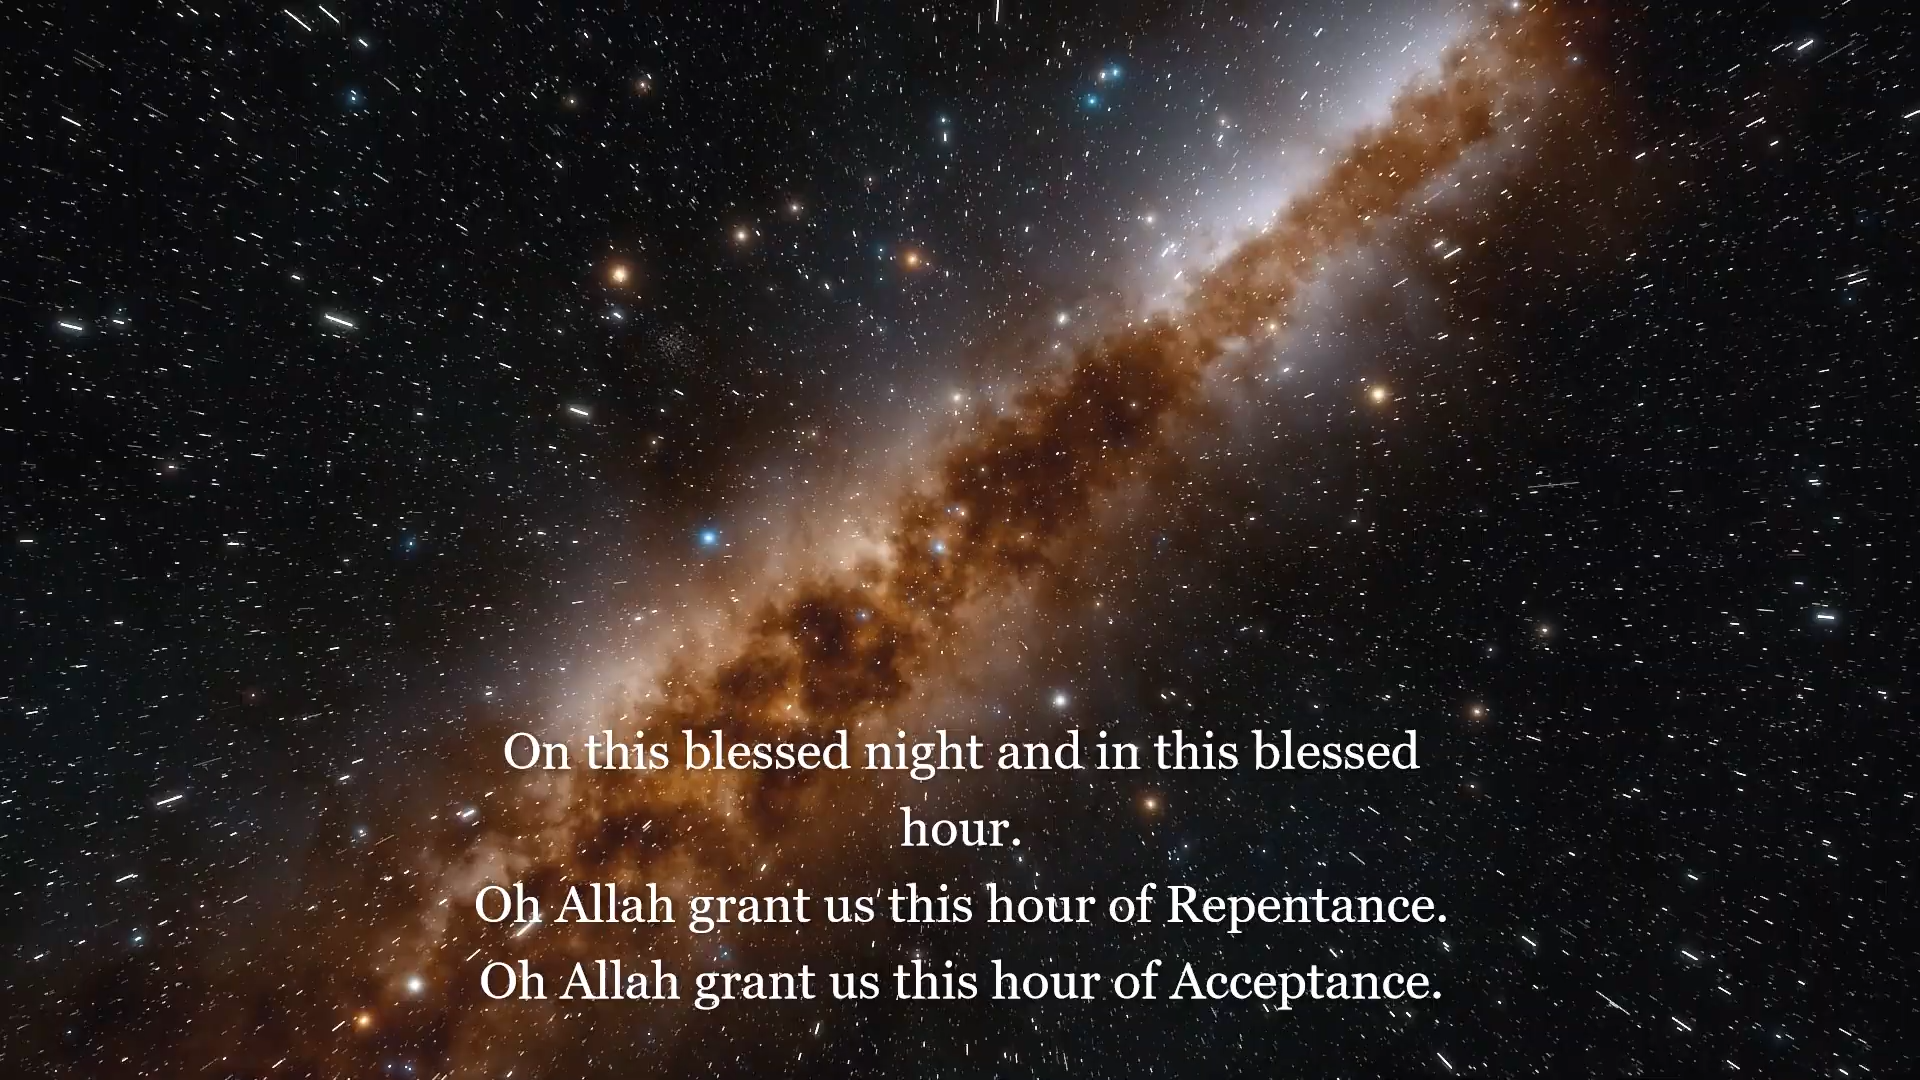 On this blessed night and in this blessed
hour.
Oh Allah grant us this hour of Repentance.
Oh Allah grant us this hour of Acceptance.